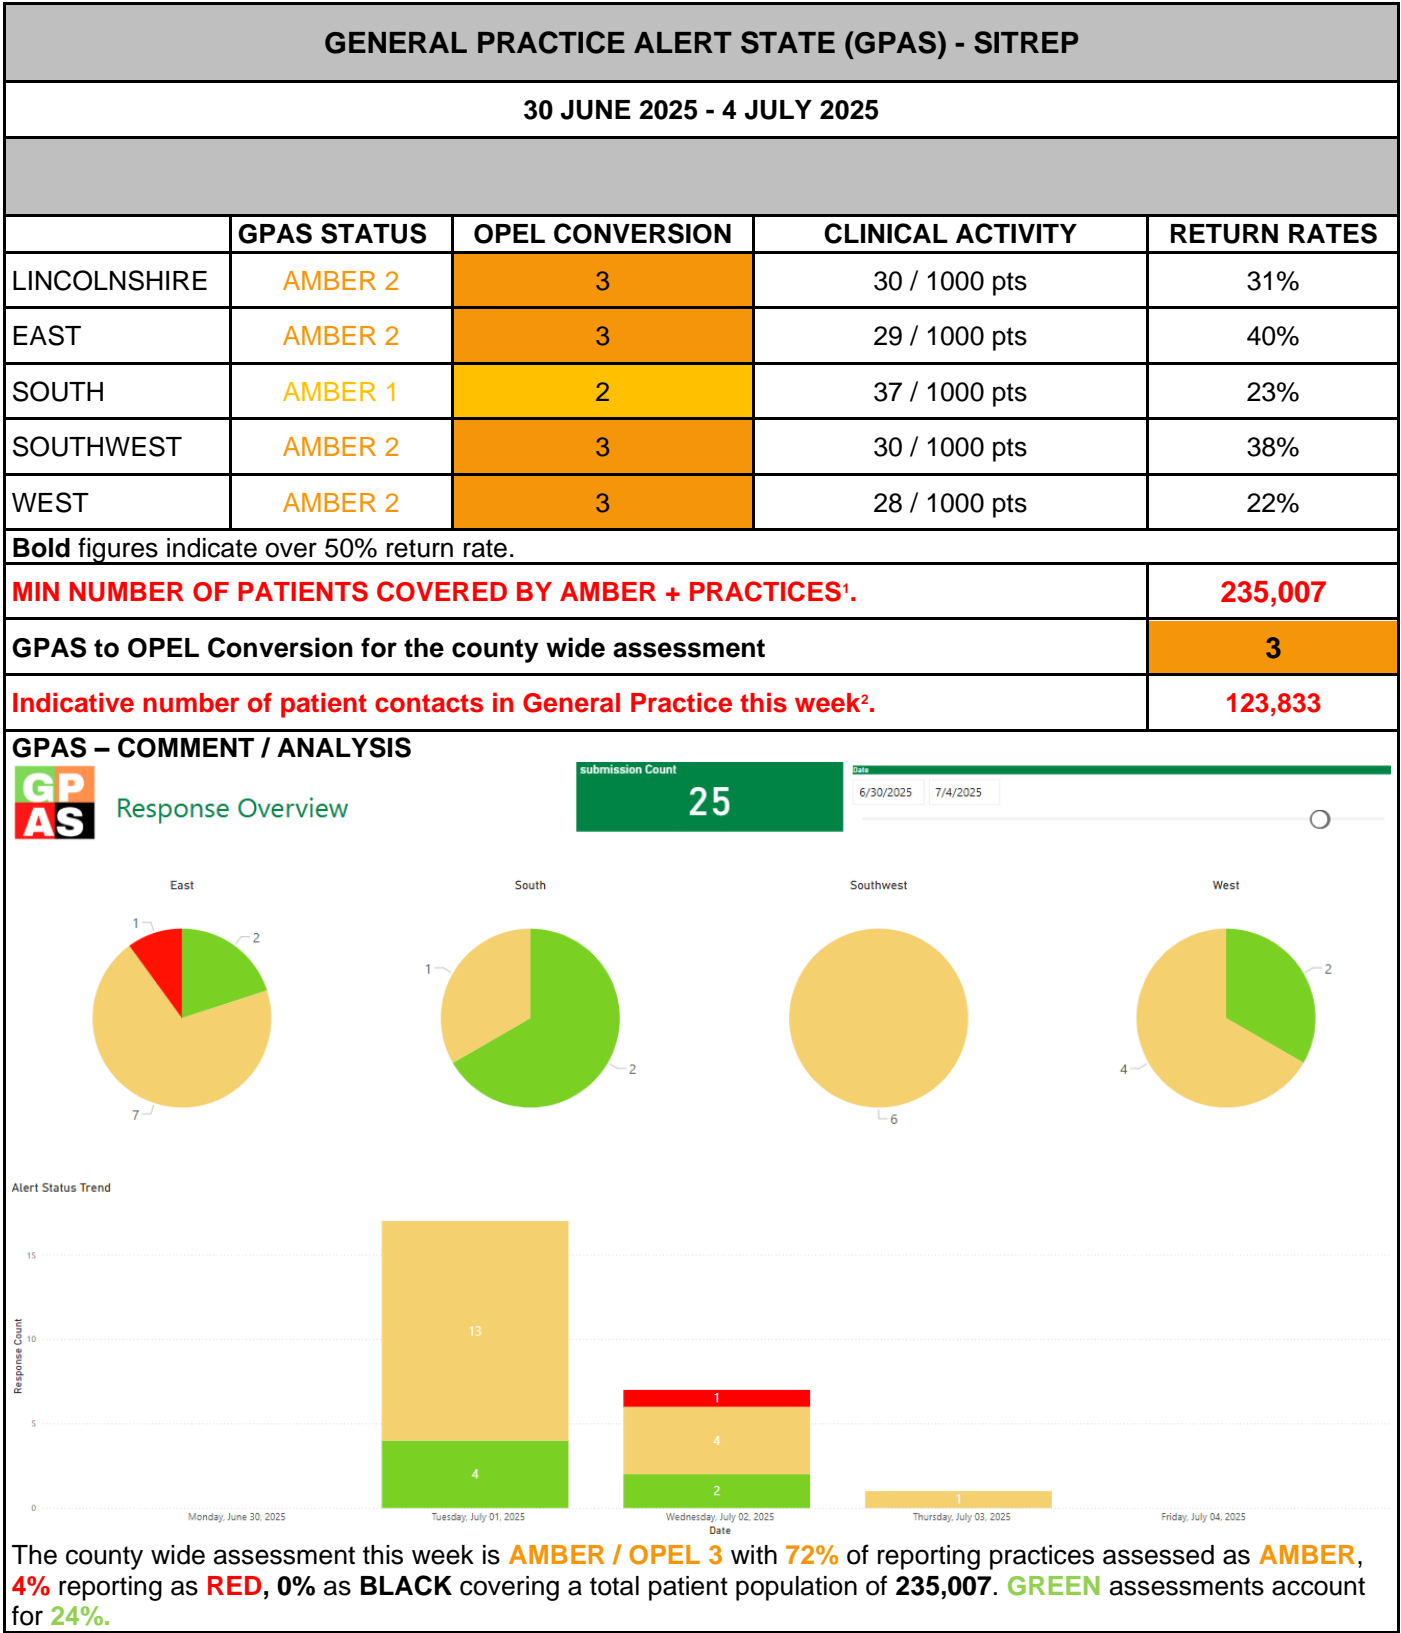 GENERAL PRACTICE ALERT STATE (GPAS) - SITREP
30 JUNE 2025 - 4 JULY 2025
GPAS STATUS OPEL CONVERSION CLINICAL ACTIVITY RETURN RATES
LINCOLNSHIRE AMBER 2 3 30 / 1000 pts 31%
EAST AMBER 2 3 29 / 1000 pts 40%
SOUTH AMBER 1 2 37 / 1000 pts 23%
SOUTHWEST AMBER 2 3 30 / 1000 pts 38%
WEST AMBER 2 3 28 / 1000 pts 22%
Bold figures indicate over 50% return rate.
MIN NUMBER OF PATIENTS COVERED BY AMBER + PRACTICES¹. 235,007
GPAS to OPEL Conversion for the county wide assessment 3
Indicative number of patient contacts in General Practice this week². 123,833
GPAS – COMMENT / ANALYSIS
GP
AS
Response Overview
submission Count
25
Date
6/30/2025 7/4/2025
East South Southwest West
1 2 7
1 2
6
2 4
Alert Status Trend
Response Count
15
10
5
0
13
4
1
4
2
1
Monday, June 30, 2025 Tuesday, July 01, 2025 Wednesday, July 02, 2025 Thursday, July 03, 2025 Friday, July 04, 2025
Date
The county wide assessment this week is AMBER / OPEL 3 with 72% of reporting practices assessed as AMBER,
4% reporting as RED, 0% as BLACK covering a total patient population of 235,007. GREEN assessments account
for 24%.